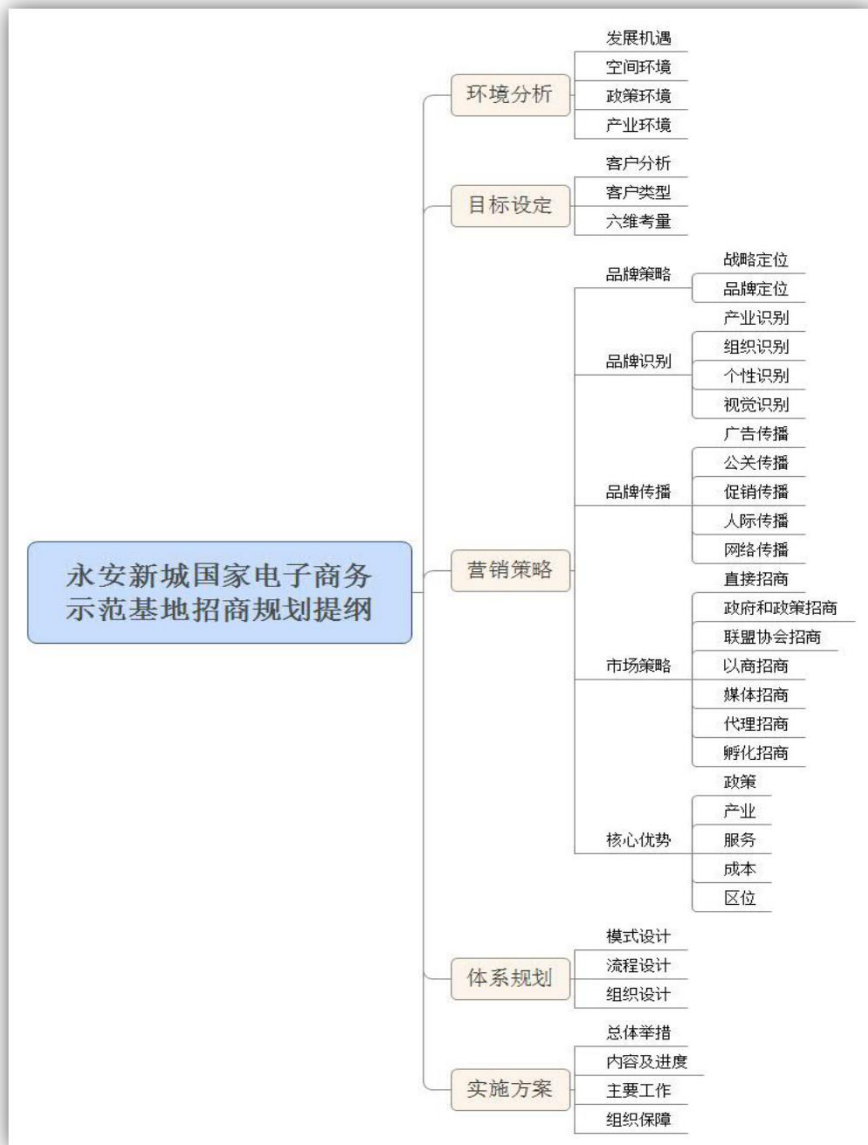 永安新城国家电子商务
示范基地招商规划提纲
环境分析
发展机遇
空间环境
政策环境
产业环境
目标设定
客户分析
客户类型
六维考量
营销策略
品牌策略
战略定位
品牌定位
品牌识别
产业识别
组织识别
个性识别
视觉识别
品牌传播
广告传播
公关传播
促销传播
人际传播
网络传播
市场策略
直接招商
政府和政策招商
联盟协会招商
以商招商
媒体招商
代理招商
孵化招商
核心优势
政策
产业
服务
成本
区位
体系规划
模式设计
流程设计
组织设计
实施方案
总体举措
内容及进度
主要工作
组织保障